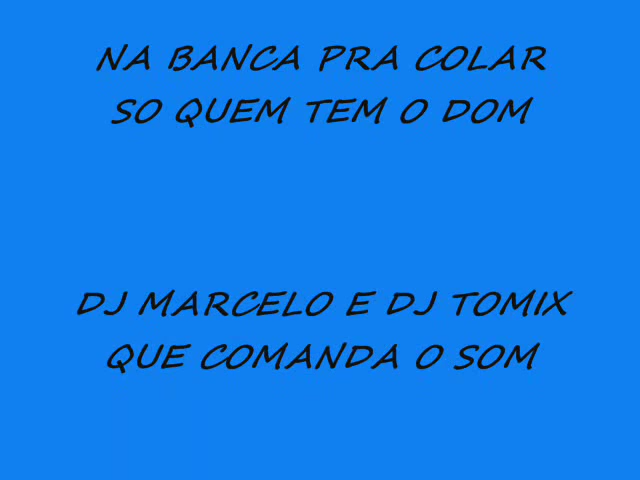 NA BANCA PRA COLAR
SO QUEM TEM O DOM
DJ MARCELO E DJ TOMIX
QUE COMANDA O SOM